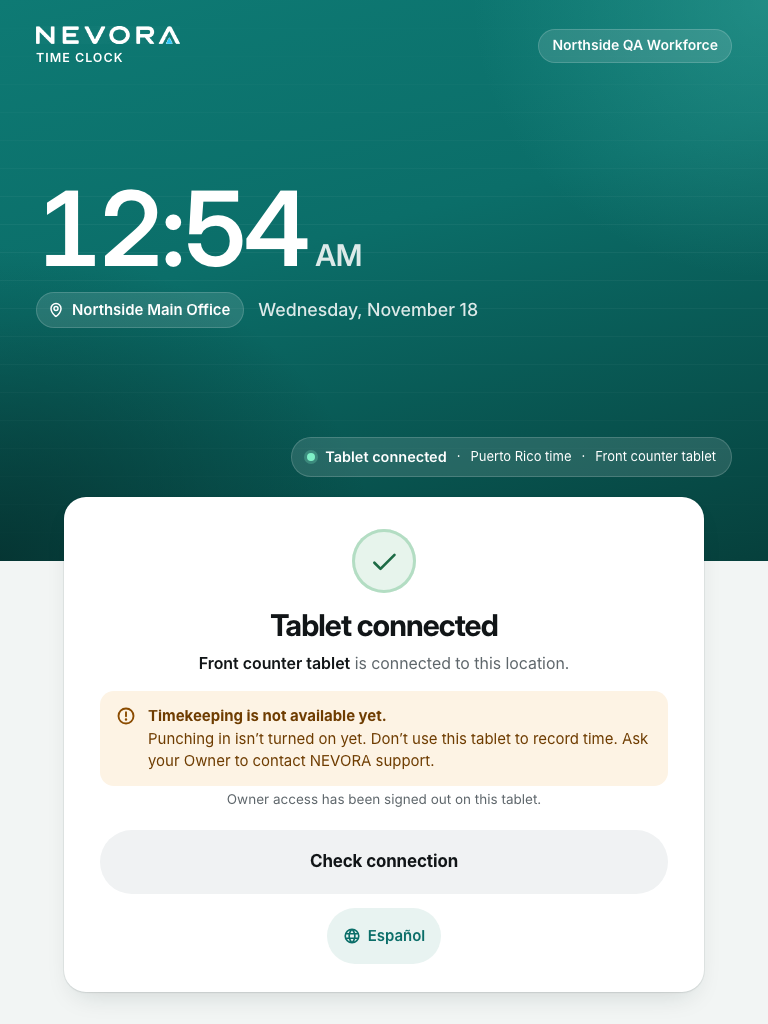 NEVORA
TIME CLOCK
Northside QA Workforce
12:54 AM
Northside Main Office
Wednesday, November 18
Tablet connected · Puerto Rico time · Front counter tablet
Tablet connected
Front counter tablet is connected to this location.
Timekeeping is not available yet.
Punching in isn’t turned on yet. Don’t use this tablet to record time. Ask
your Owner to contact NEVORA support.
Owner access has been signed out on this tablet.
Check connection
Español